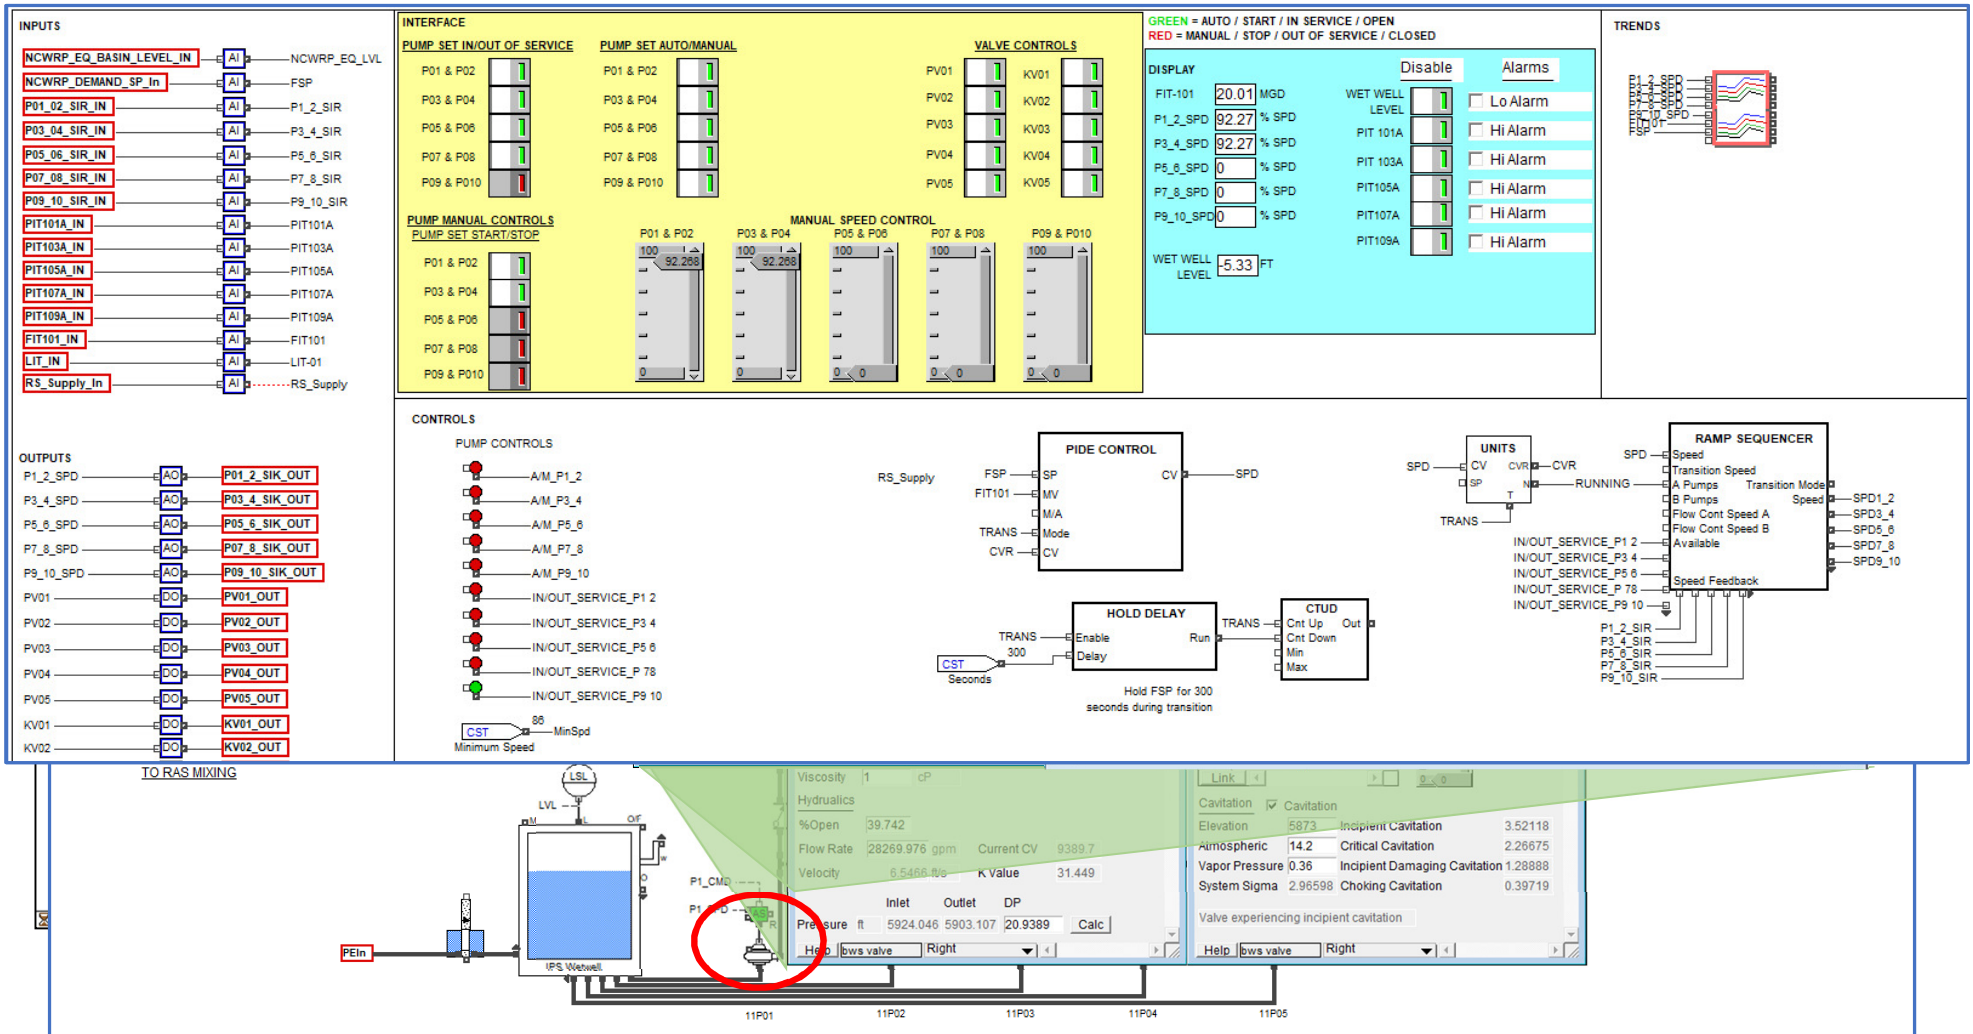 INPUTS
NCWRP_EQ_BASIN_LEVEL_IN AI NCWRP_EQ_LVL
NCWRP_DEMAND_SP_In AI FSP
P01_02_SIR_IN AI P1_2_SIR
P03_04_SIR_IN AI P3_4_SIR
P05_06_SIR_IN AI P5_6_SIR
P07_08_SIR_IN AI P7_8_SIR
P09_10_SIR_IN AI P9_10_SIR
PIT101A_IN AI PIT101A
PIT103A_IN AI PIT103A
PIT105A_IN AI PIT105A
PIT107A_IN AI PIT107A
PIT109A_IN AI PIT109A
FIT101_IN AI FIT101
LIT_IN AI LIT-01
RS_Supply_In AI RS_Supply
OUTPUTS
P1_2_SPD AO P01_2_SIK_OUT
P3_4_SPD AO P03_4_SIK_OUT
P5_6_SPD AO P05_6_SIK_OUT
P7_8_SPD AO P07_8_SIK_OUT
P9_10_SPD AO P09_10_SIK_OUT
PV01 DO PV01_OUT
PV02 DO PV02_OUT
PV03 DO PV03_OUT
PV04 DO PV04_OUT
PV05 DO PV05_OUT
KV01 DO KV01_OUT
KV02 DO KV02_OUT
INTERFACE
PUMP SET IN/OUT OF SERVICE
P01 & P02
P03 & P04
P05 & P06
P07 & P08
P09 & P010
PUMP SET AUTO/MANUAL
P01 & P02
P03 & P04
P05 & P06
P07 & P08
P09 & P010
VALVE CONTROLS
PV01 KV01
PV02 KV02
PV03 KV03
PV04 KV04
PV05 KV05
PUMP MANUAL CONTROLS
PUMP SET START/STOP
P01 & P02
P03 & P04
P05 & P06
P07 & P08
P09 & P010
MANUAL SPEED CONTROL
P01 & P02 P03 & P04 P05 & P06 P07 & P08 P09 & P010
100 100 100 100 100
92.268 92.268
0 0 0 0 0 0 0 0
GREEN = AUTO / START / IN SERVICE / OPEN
RED = MANUAL / STOP / OUT OF SERVICE / CLOSED
DISPLAY
FIT-101 20.01 MGD
P1_2_SPD 92.27 % SPD
P3_4_SPD 92.27 % SPD
P5_6_SPD 0 % SPD
P7_8_SPD 0 % SPD
P9_10_SPD 0 % SPD
WET WELL
LEVEL -5.33 FT
Disable Alarms
WET WELL
LEVEL Lo Alarm
PIT 101A Hi Alarm
PIT 103A Hi Alarm
PIT105A Hi Alarm
PIT107A Hi Alarm
PIT109A Hi Alarm
TRENDS
P1_2_SPD
P3_4_SPD
P5_6_SPD
P7_8_SPD
P9_10_SPD
FIT101
FSP
CONTROLS
PUMP CONTROLS
A/M_P1_2
A/M_P3_4
A/M_P5_6
A/M_P7_8
A/M_P9_10
IN/OUT_SERVICE_P1 2
IN/OUT_SERVICE_P3 4
IN/OUT_SERVICE_P5 6
IN/OUT_SERVICE_P 78
IN/OUT_SERVICE_P9 10
86
CST MinSpd
Minimum Speed
RS_Supply
PIDE CONTROL
FSP SP CV SPD
FIT101 MV
M/A
TRANS Mode
CVR CV
HOLD DELAY
TRANS Enable Run
300 Delay
CST
Seconds
Hold FSP for 300
seconds during transition
CTUD
TRANS Cnt Up Out
Cnt Down
Min
Max
UNITS
SPD CV CVR CVR
SP N RUNNING
T
TRANS
RAMP SEQUENCER
SPD Speed
Transition Speed
A Pumps Transition Mode
B Pumps Speed
Flow Cont Speed A
Flow Cont Speed B
Available
Speed Feedback
SPD1_2
SPD3_4
SPD5_6
SPD7_8
SPD9_10
IN/OUT_SERVICE_P1 2
IN/OUT_SERVICE_P3 4
IN/OUT_SERVICE_P5 6
IN/OUT_SERVICE_P 78
IN/OUT_SERVICE_P9 10
P1_2_SIR
P3_4_SIR
P5_6_SIR
P7_8_SIR
P9_10_SIR
TO RAS MIXING
LSL
LVL
M L O/F
W
O
PEIn
IPS Wetwell
P1_CMD
AS
R
Viscosity 1 cP
Hydrualics
%Open 39.742
Flow Rate 28269.976 gpm Current CV 9389.7
Velocity 6.5466 ft/s K Value 31.449
Inlet Outlet DP
Pressure ft 5924.046 5903.107 20.9389 Calc
Help bws valve Right
Link
0 0
Cavitation Cavitation
Elevation 5873 Incipient Cavitation 3.52118
Atmospheric 14.2 Critical Cavitation 2.26675
Vapor Pressure 0.36 Incipient Damaging Cavitation 1.28888
System Sigma 2.96598 Choking Cavitation 0.39719
Valve experiencing incipient cavitation
Help bws valve Right
11P01 11P02 11P03 11P04 11P05